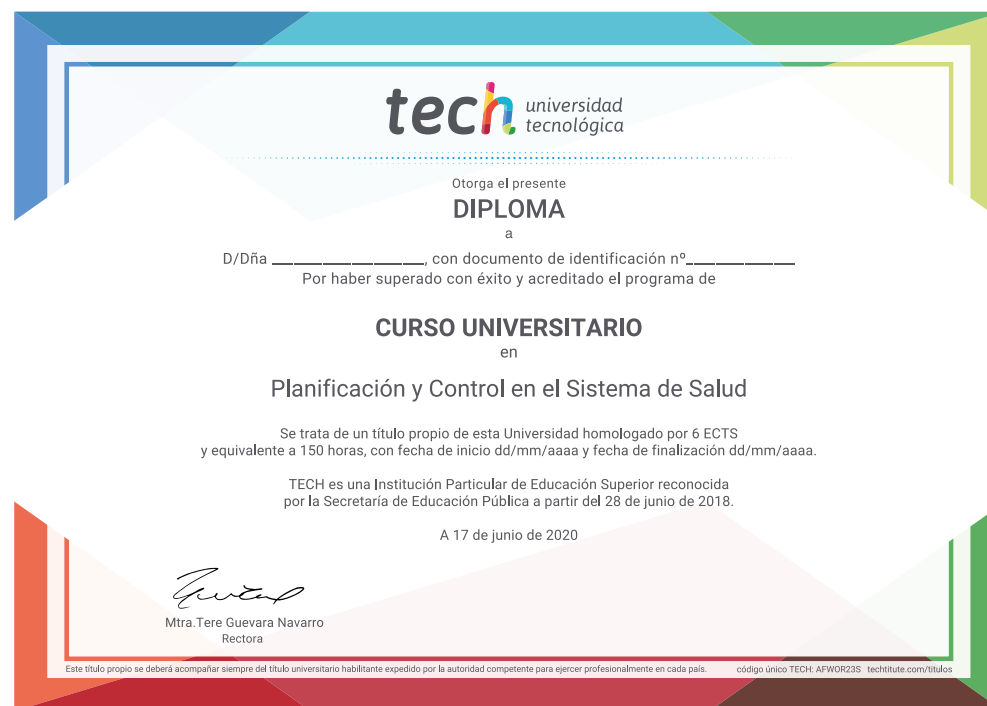 tech universidad
tecnológica
Otorga el presente
DIPLOMA
a
D/Dña ____________________, con documento de identificación nº______________
Por haber superado con éxito y acreditado el programa de
CURSO UNIVERSITARIO
en
Planificación y Control en el Sistema de Salud
Se trata de un título propio de esta Universidad homologado por 6 ECTS
y equivalente a 150 horas, con fecha de inicio dd/mm/aaaa y fecha de finalización dd/mm/aaaa.
TECH es una Institución Particular de Educación Superior reconocida
por la Secretaría de Educación Pública a partir del 28 de junio de 2018.
A 17 de junio de 2020
Mtra.Tere Guevara Navarro
Rectora
Este título propio se deberá acompañar siempre del título universitario habilitante expedido por la autoridad competente para ejercer profesionalmente en cada país. código único TECH: AFWOR23S techtitute.com/titulos